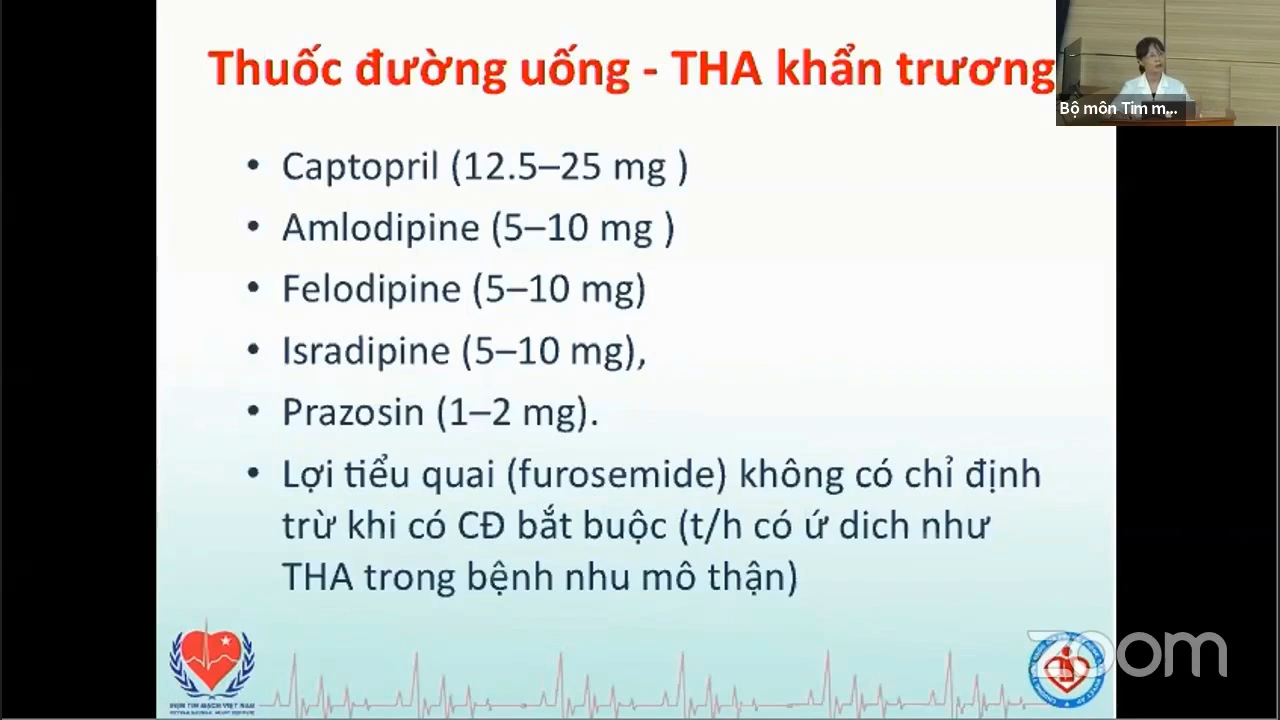 Thuốc đường uống - THA khẩn trương
Bộ môn Tim m...
• Captopril (12.5–25 mg )
• Amlodipine (5–10 mg )
• Felodipine (5–10 mg)
• Isradipine (5–10 mg),
• Prazosin (1–2 mg).
• Lợi tiểu quai (furosemide) không có chỉ định
trừ khi có CĐ bắt buộc (t/h có ứ dich như
THA trong bệnh nhu mô thận)
zoom